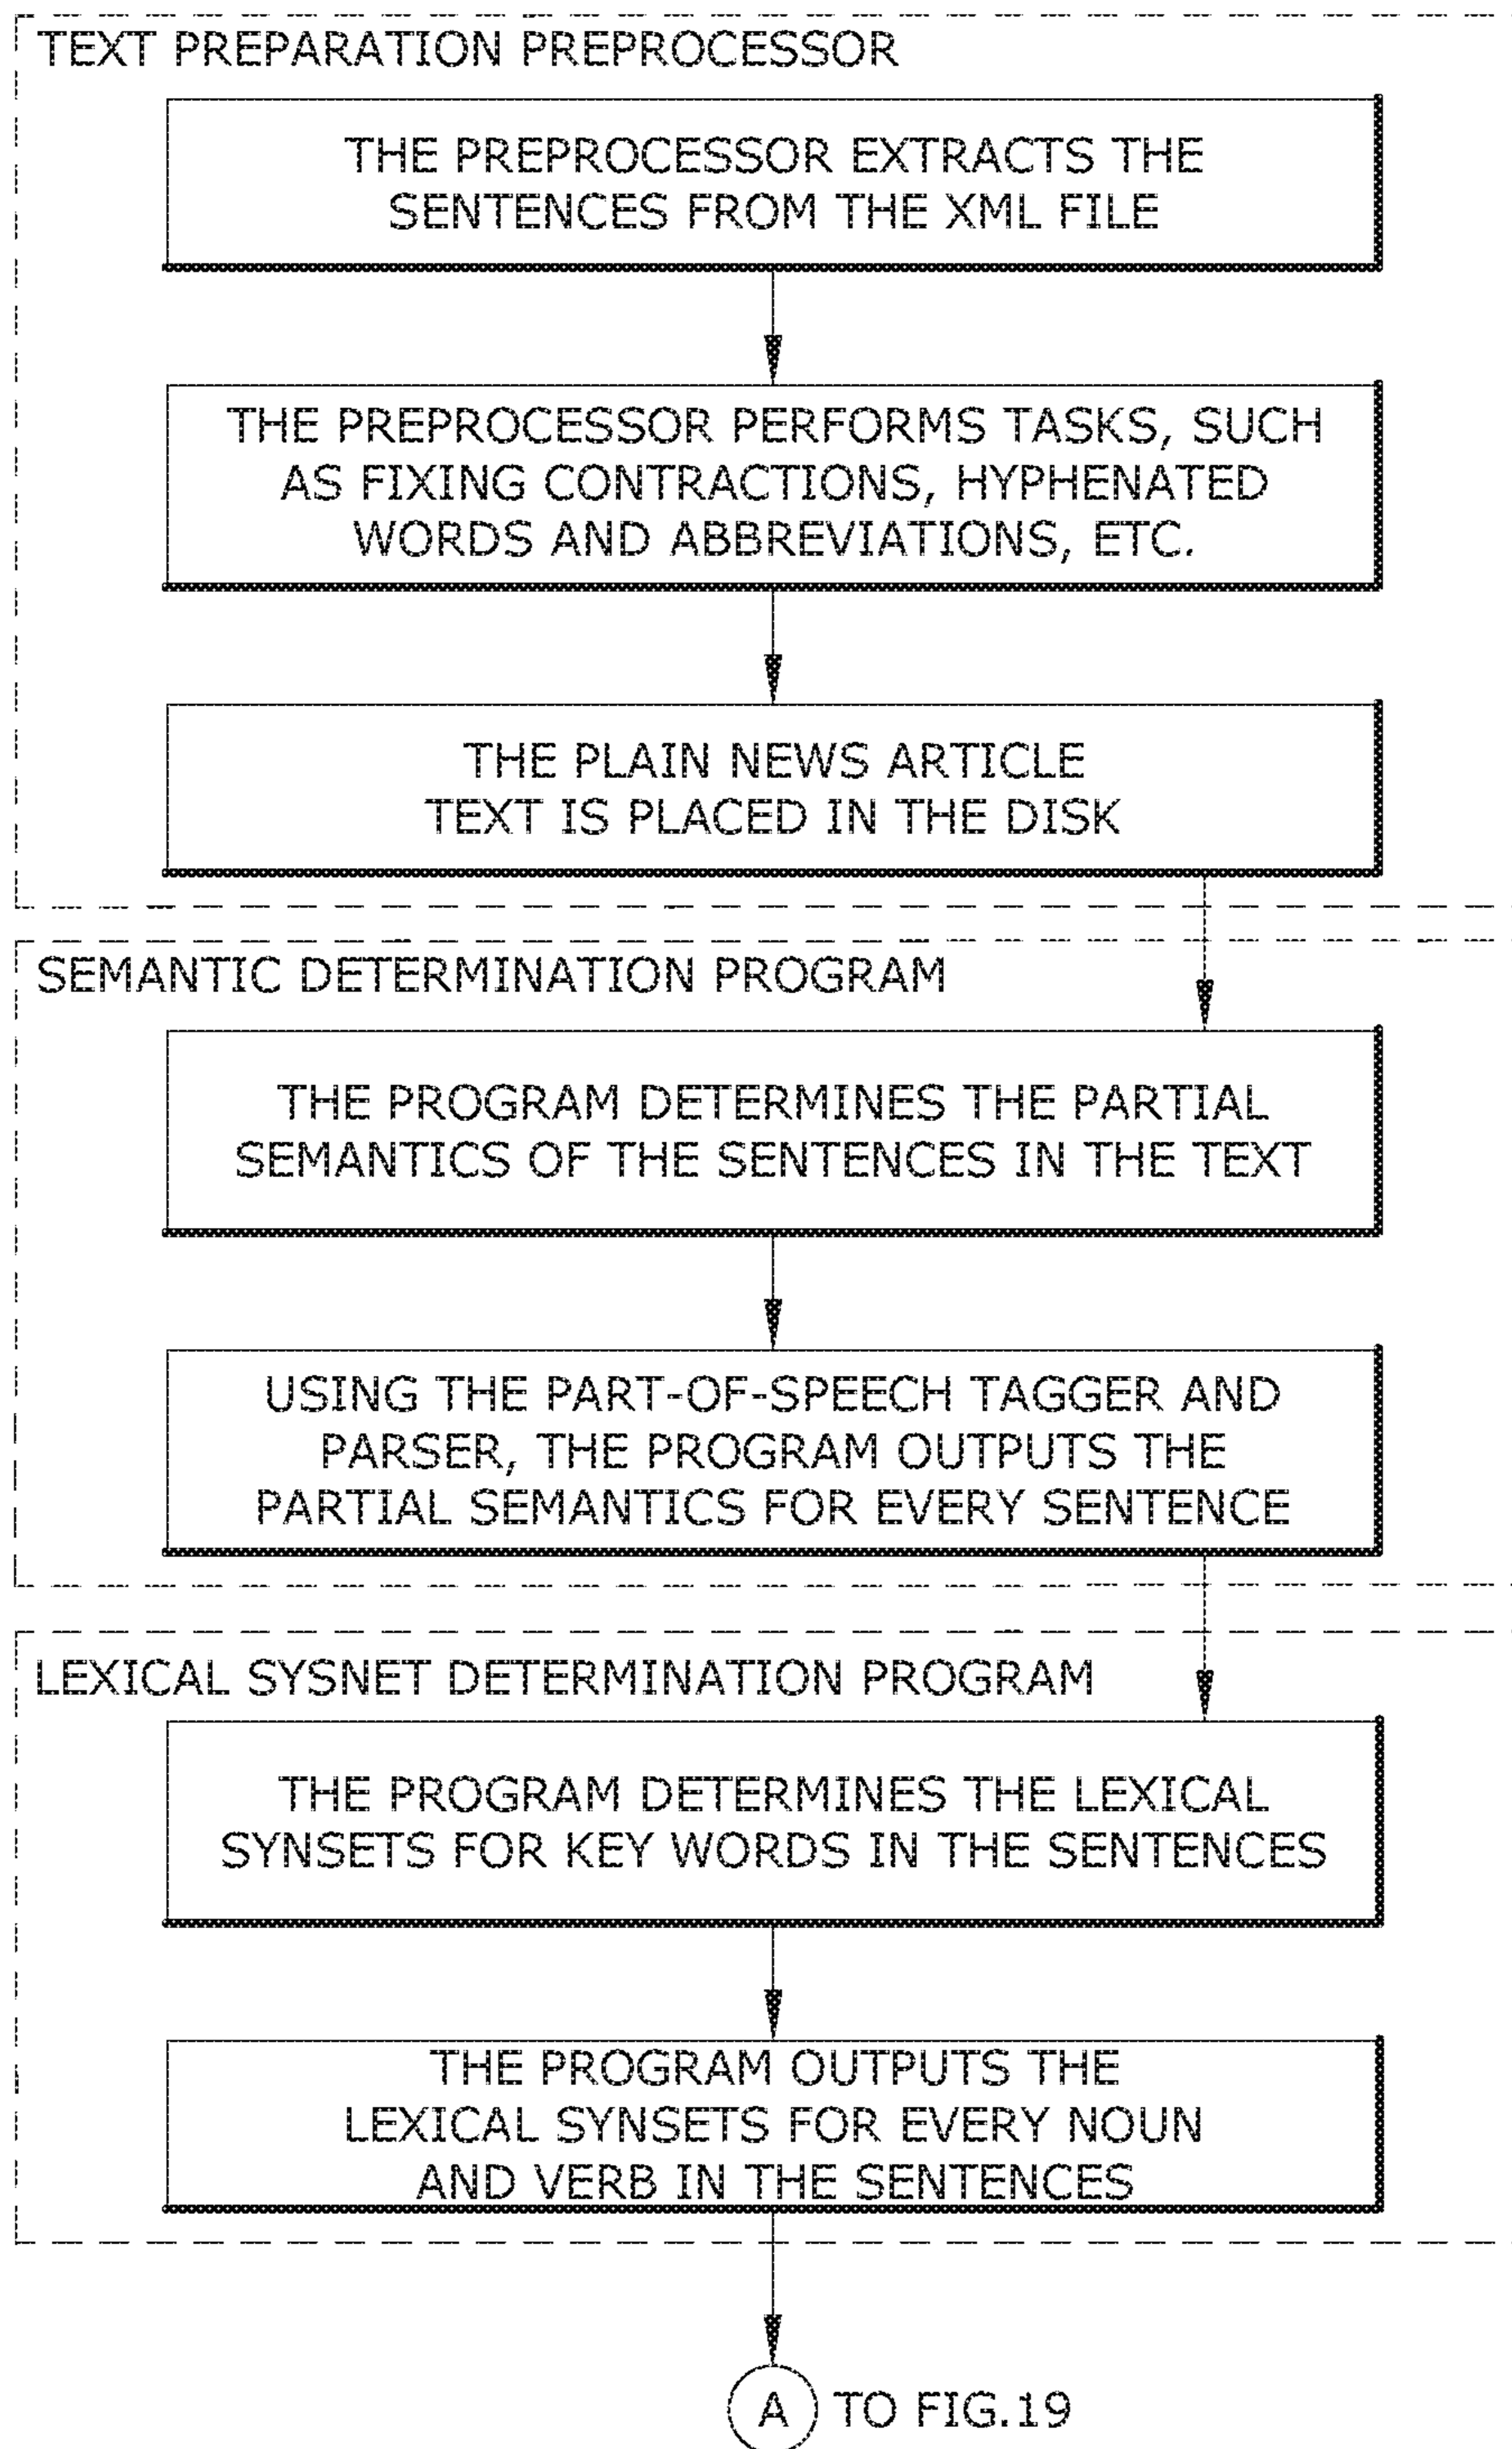 TEXT PREPARATION PREPROCESSOR
THE PREPROCESSOR EXTRACTS THE
SENTENCES FROM THE XML FILE
THE PREPROCESSOR PERFORMS TASKS, SUCH
AS FIXING CONTRACTIONS, HYPHENATED
WORDS AND ABBREVIATIONS, ETC.
THE PLAIN NEWS ARTICLE
TEXT IS PLACED IN THE DISK
SEMANTIC DETERMINATION PROGRAM
THE PROGRAM DETERMINES THE PARTIAL
SEMANTICS OF THE SENTENCES IN THE TEXT
USING THE PART-OF-SPEECH TAGGER AND
PARSER, THE PROGRAM OUTPUTS THE
PARTIAL SEMANTICS FOR EVERY SENTENCE
LEXICAL SYSNET DETERMINATION PROGRAM
THE PROGRAM DETERMINES THE LEXICAL
SYNSETS FOR KEY WORDS IN THE SENTENCES
THE PROGRAM OUTPUTS THE
LEXICAL SYNSETS FOR EVERY NOUN
AND VERB IN THE SENTENCES
A TO FIG.19